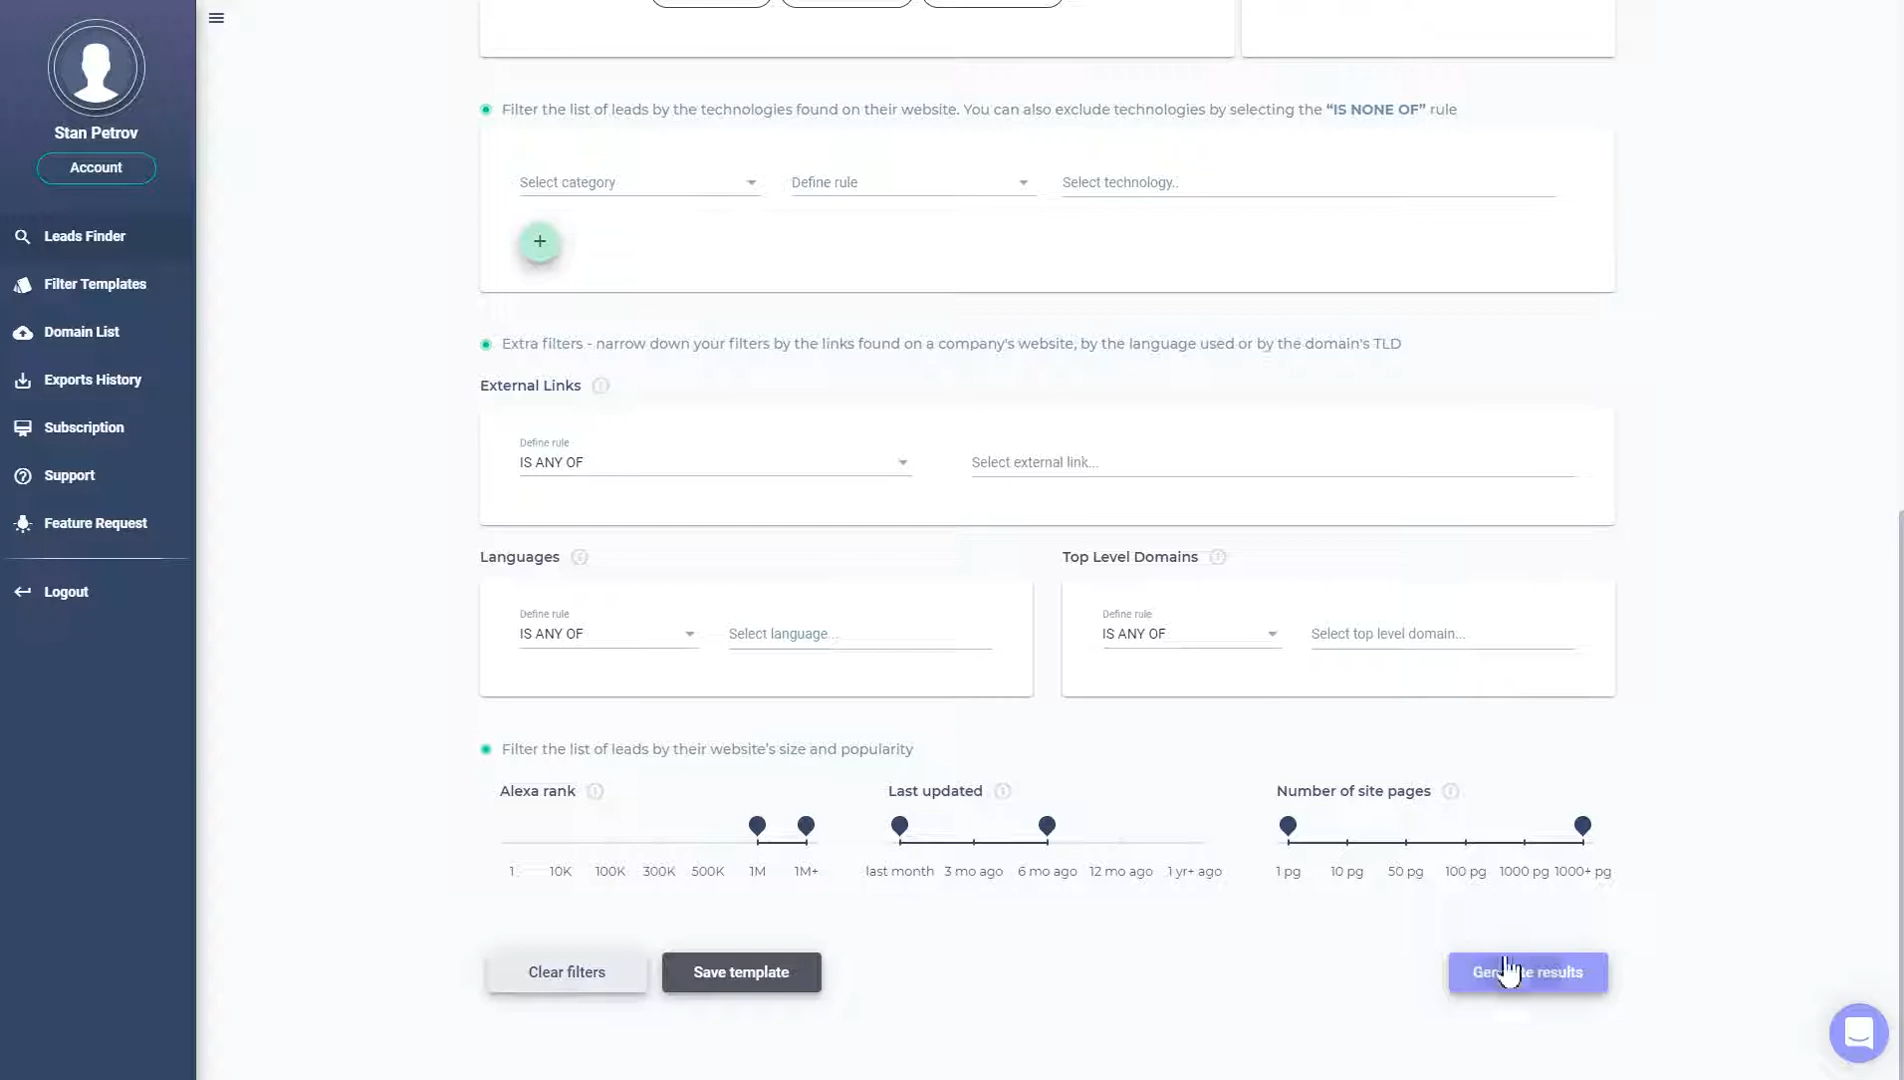 Stan Petrov
Account
Leads Finder
Filter Templates
Domain List
Exports History
Subscription
Support
Feature Request
Logout
Filter the list of leads by the technologies found on their website. You can also exclude technologies by selecting the “IS NONE OF” rule
Select category
Define rule
Select technology..
+
Extra filters - narrow down your filters by the links found on a company's website, by the language used or by the domain's TLD
External Links
Define rule
IS ANY OF
Select external link...
Languages
Top Level Domains
Define rule
IS ANY OF
Select language...
Define rule
IS ANY OF
Select top level domain...
Filter the list of leads by their website's size and popularity
Alexa rank
Last updated
Number of site pages
1 10K 100K 300K 500K 1M 1M+
last month 3 mo ago 6 mo ago 12 mo ago 1 yr+ ago
1 pg 10 pg 50 pg 100 pg 1000 pg 1000+ pg
Clear filters
Save template
results